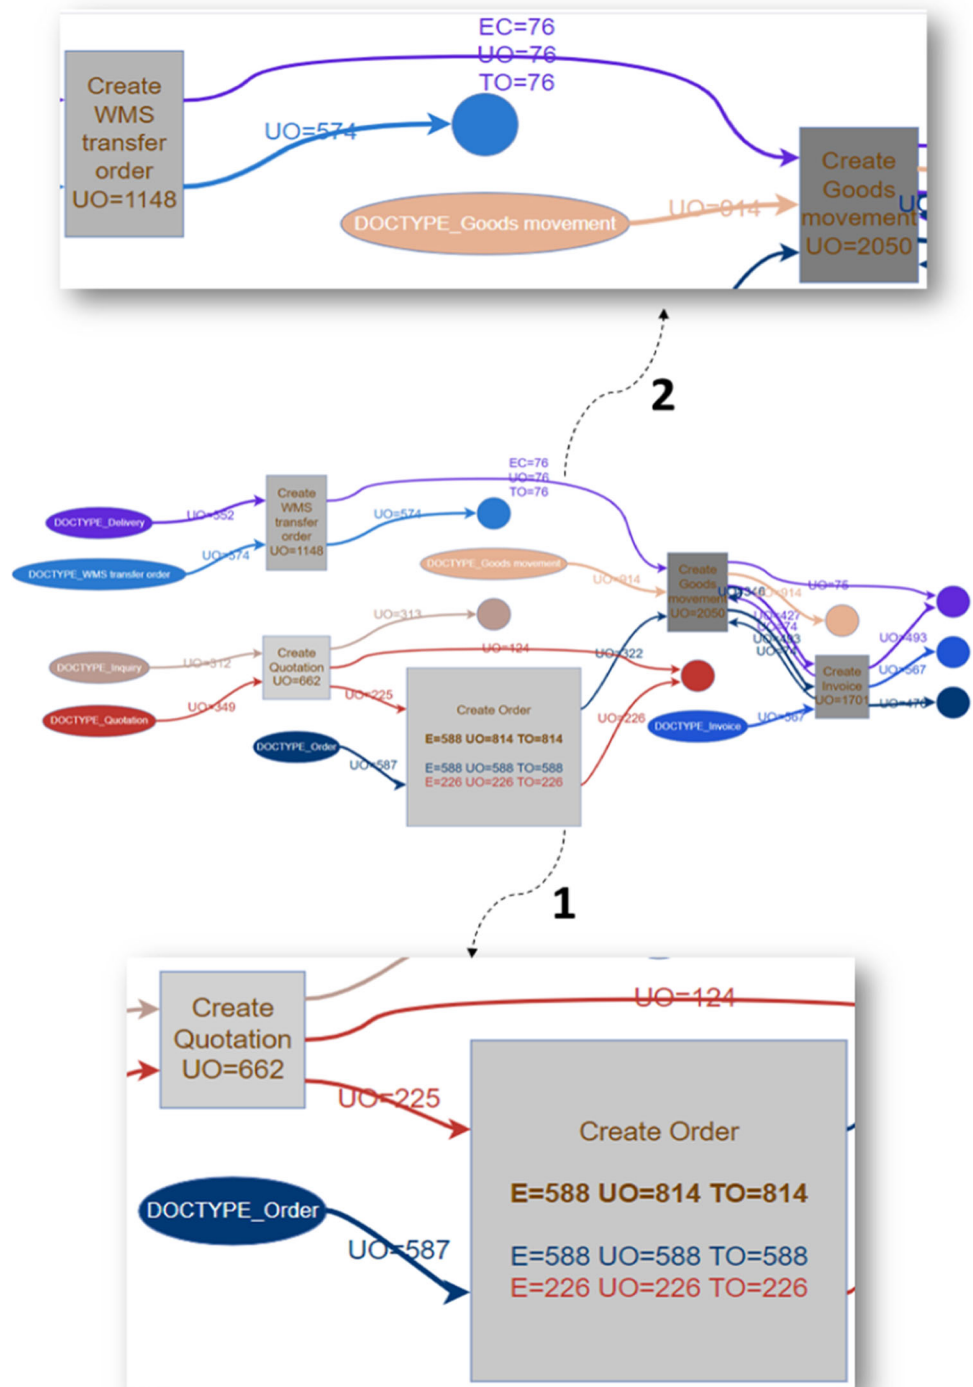 EC=76
UO=76
TO=76
Create
WMS
transfer
order
UO=1148
UO=574
DOCTYPE_Goods movement
UO=914
Create
Goods
movement
UO=2050
2
EC=76
UO=76
TO=76
Create
WMS
transfer
order
UO=1148
DOCTYPE_Delivery
UO=552
UO=574
DOCTYPE_WMS transfer order
UO=574
DOCTYPE_Goods movement
UO=914
Create
Goods
movement
UO=2050
UO=75
UO=914
UO=427
UO=74
UO=493
UO=313
DOCTYPE_Inquiry
UO=312
Create
Quotation
UO=662
UO=124
UO=322
UO=493
UO=567
Create
Invoice
UO=1701
DOCTYPE_Quotation
UO=349
UO=225
Create Order
E=588 UO=814 TO=814
E=588 UO=588 TO=588
E=226 UO=226 TO=226
UO=226
DOCTYPE_Invoice
UO=567
DOCTYPE_Order
UO=587
1
Create
Quotation
UO=662
UO=124
UO=225
DOCTYPE_Order
UO=587
Create Order
E=588 UO=814 TO=814
E=588 UO=588 TO=588
E=226 UO=226 TO=226